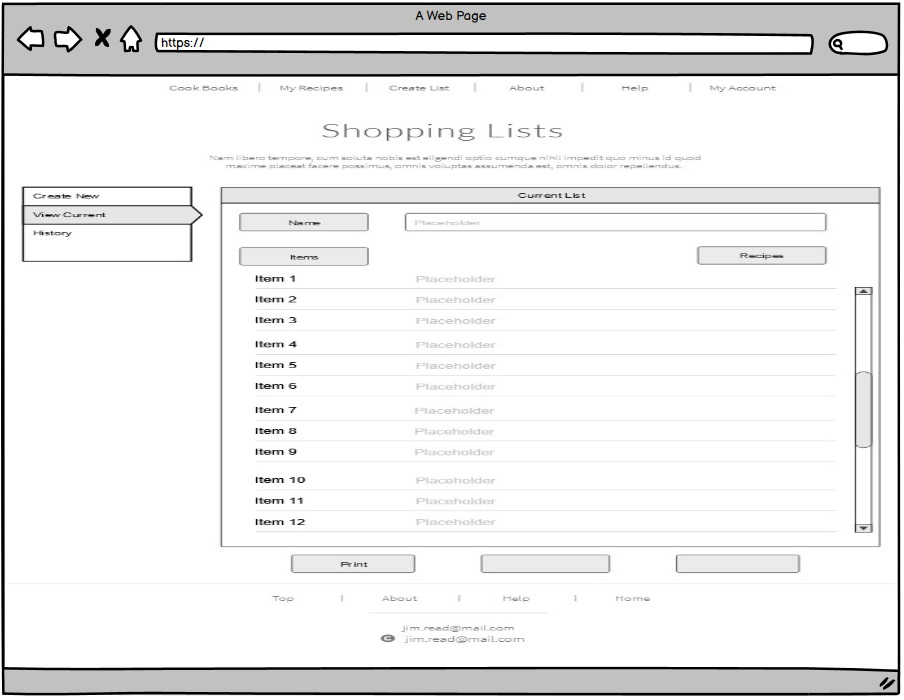 A Web Page
https://
Cook Books | My Recipes | Create List | About | Help | My Account
Shopping Lists
Nam libero tempore, cum soluta nobis est eligendi optio cumque nihil impedit quo minus id quod
maxime placeat facere possimus, omnis voluptas assumenda est, omnis dolor repellendus.
Create New
View Current
History
Current List
Name Placeholder
Items Recipes
Item 1 Placeholder
Item 2 Placeholder
Item 3 Placeholder
Item 4 Placeholder
Item 5 Placeholder
Item 6 Placeholder
Item 7 Placeholder
Item 8 Placeholder
Item 9 Placeholder
Item 10 Placeholder
Item 11 Placeholder
Item 12 Placeholder
Print
Top | About | Help | Home
jim.read@mail.com
© jim.read@mail.com